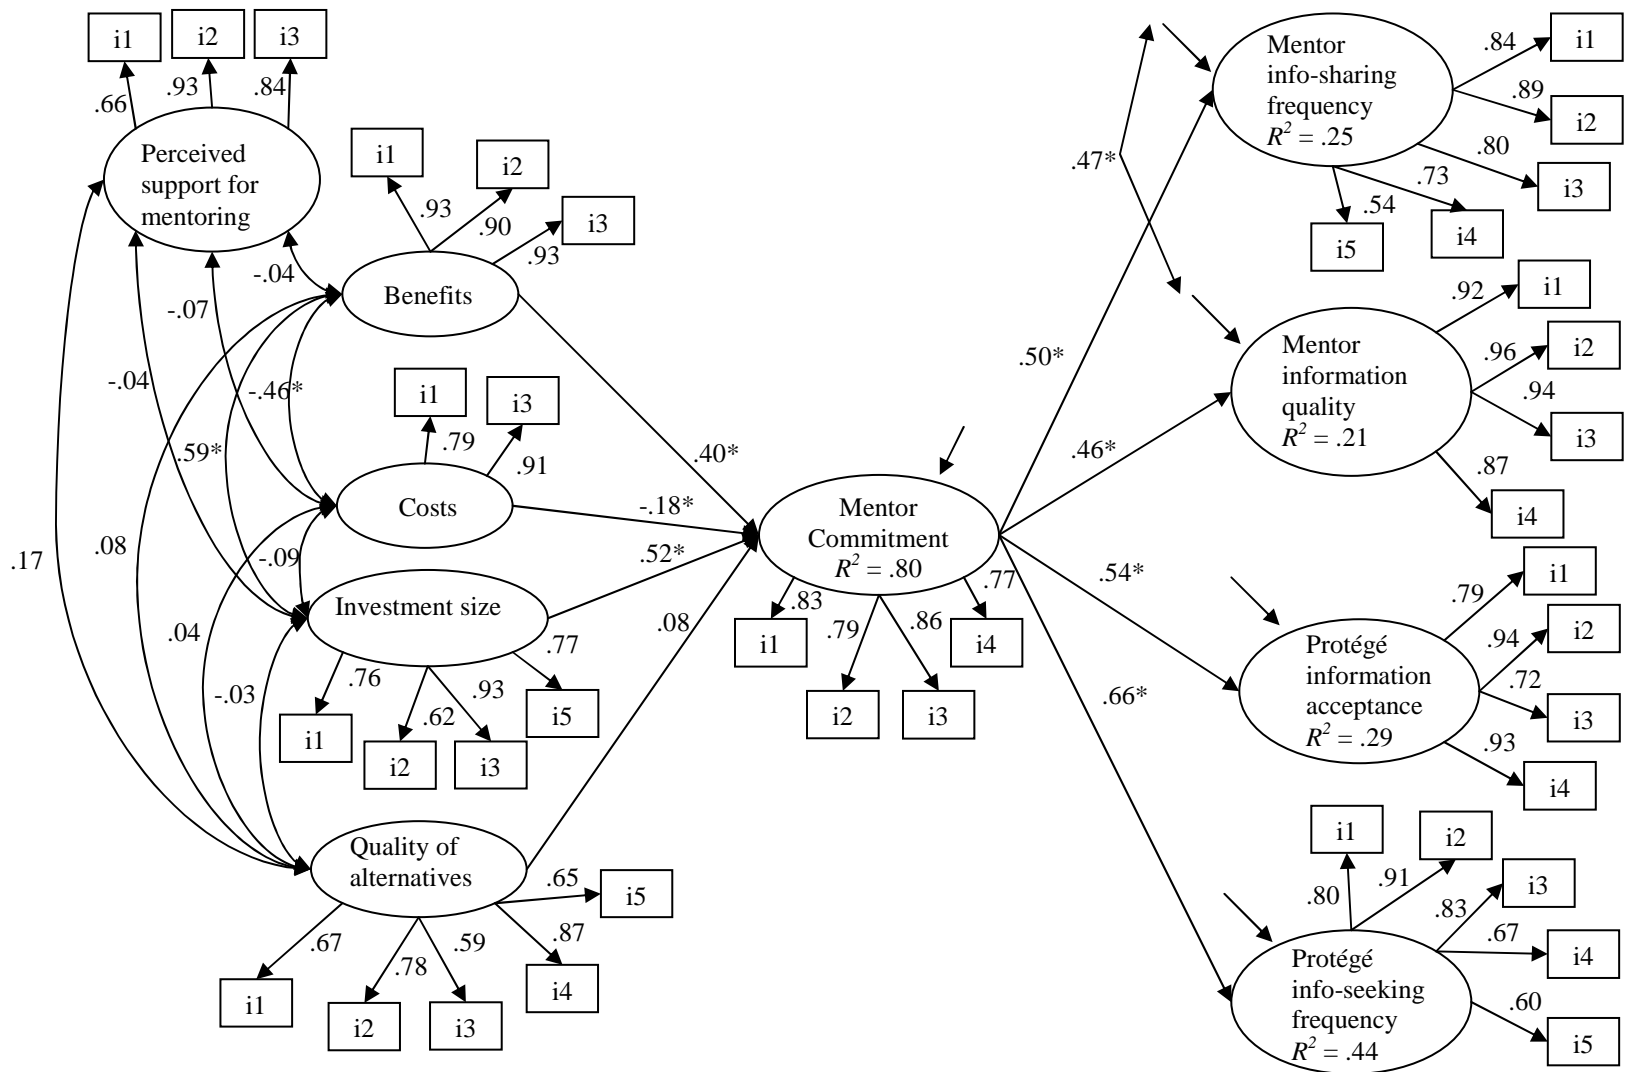 i1
i2
i3
.66
.93
.84
Perceived
support for
mentoring
i1
i2
i3
.93
.90
.93
Benefits
-.04
-.07
-.04
-.46*
.59*
.17
.08
.04
-.09
-.03
i1
i3
.79
.91
Costs
Investment size
.76
.62
.93
.77
i1
i2
i3
i5
Quality of
alternatives
.67
.78
.59
.87
.65
i1
i2
i3
i4
i5
.40*
-.18*
.52*
.08
Mentor
Commitment
R² = .80
.83
.79
.86
.77
i1
i2
i3
i4
.47*
.50*
.46*
.54*
.66*
Mentor
info-sharing
frequency
R² = .25
.84
.89
.80
.73
.54
i1
i2
i3
i4
i5
Mentor
information
quality
R² = .21
.92
.96
.94
.87
i1
i2
i3
i4
Protégé
information
acceptance
R² = .29
.79
.94
.72
.93
i1
i2
i3
i4
Protégé
info-seeking
frequency
R² = .44
.80
.91
.83
.67
.60
i1
i2
i3
i4
i5